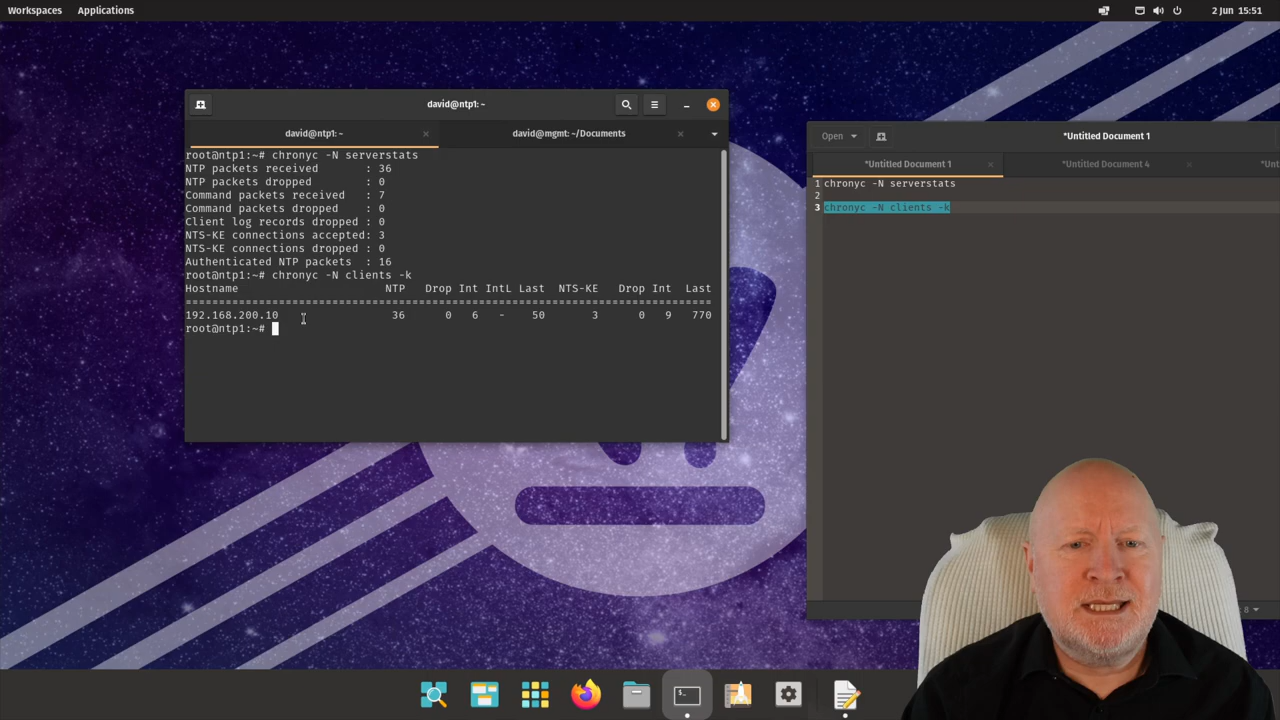 Workspaces Applications 2 Jun 15:51
david@ntp1: ~
david@ntp1: ~ × david@mgmt: ~/Documents ×
root@ntp1:~# chronyc -N serverstats
NTP packets received : 36
NTP packets dropped : 0
Command packets received : 7
Command packets dropped : 0
Client log records dropped : 0
NTS-KE connections accepted: 3
NTS-KE connections dropped : 0
Authenticated NTP packets : 16
root@ntp1:~# chronyc -N clients -k
Hostname NTP Drop Int IntL Last NTS-KE Drop Int Last
===============================================================================
192.168.200.10 36 0 6 - 50 3 0 9 770
root@ntp1:~#
Open *Untitled Document 1
*Untitled Document 1 × *Untitled Document 4 × *Unt
1 chronyc -N serverstats
2
3 chronyc -N clients -k
: 8